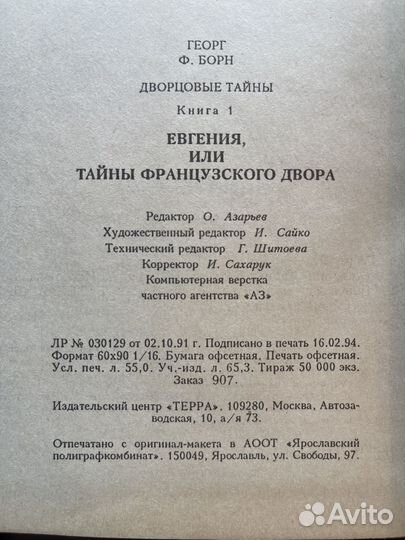 ГЕОРГ
Ф. БОРН
ДВОРЦОВЫЕ ТАЙНЫ
Книга 1
ЕВГЕНИЯ,
ИЛИ
ТАЙНЫ ФРАНЦУЗСКОГО ДВОРА
Редактор О. Азарьев
Художественный редактор И. Сайко
Технический редактор Г. Шитоева
Корректор И. Сахарук
Компьютерная верстка
частного агентства «АЗ»
ЛР № 030129 от 02.10.91 г. Подписано в печать 16.02.94.
Формат 60х90 1/16. Бумага офсетная. Печать офсетная.
Усл. печ. л. 55,0. Уч.-изд. л. 65,3. Тираж 50 000 экз.
Заказ 907.
Издательский центр «ТЕРРА». 109280, Москва, Автоза-
водская, 10, а/я 73.
Отпечатано с оригинал-макета в АООТ «Ярославский
полиграфкомбинат». 150049, Ярославль, ул. Свободы, 97.
Avito